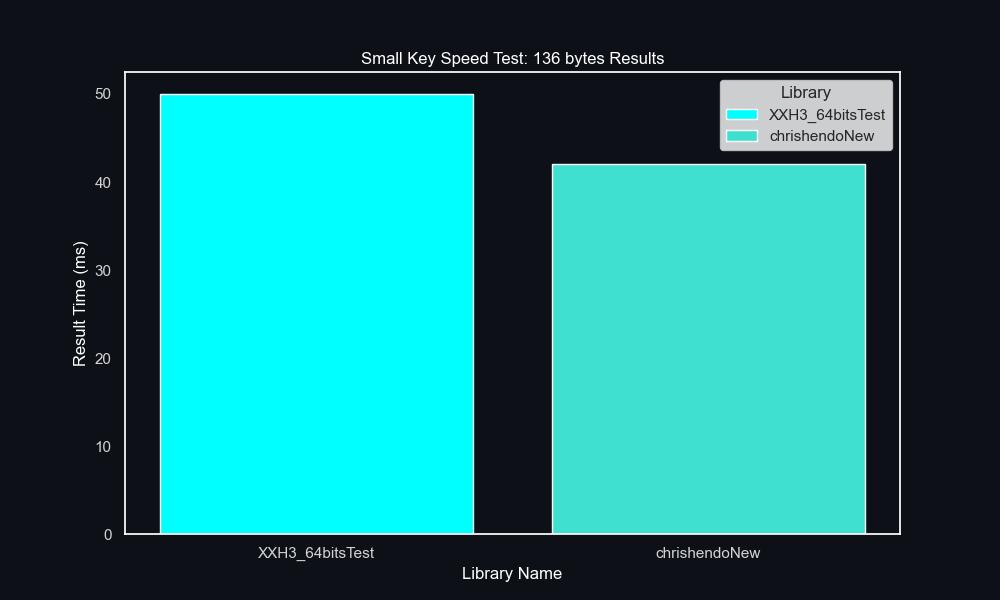 Small Key Speed Test: 136 bytes Results
Library
XXH3_64bitsTest
chrishendoNew
50
40
30
20
10
0
Result Time (ms)
XXH3_64bitsTest
chrishendoNew
Library Name